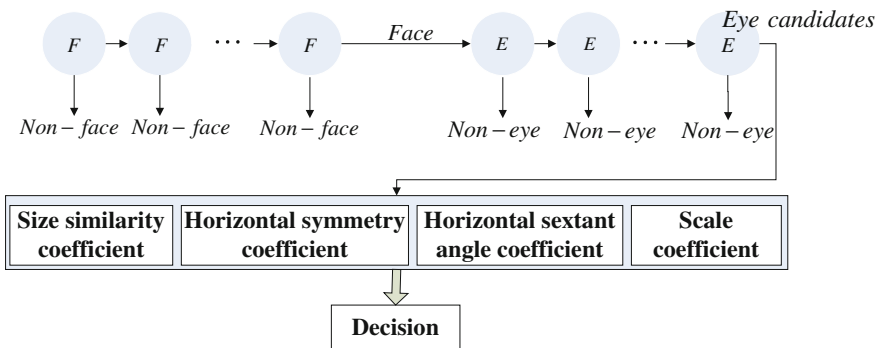 Eye candidates
F F ··· F Face E E ··· E
Non − face Non − face Non − face Non − eye Non − eye Non − eye
Size similarity coefficient
Horizontal symmetry coefficient
Horizontal sextant angle coefficient
Scale coefficient
Decision